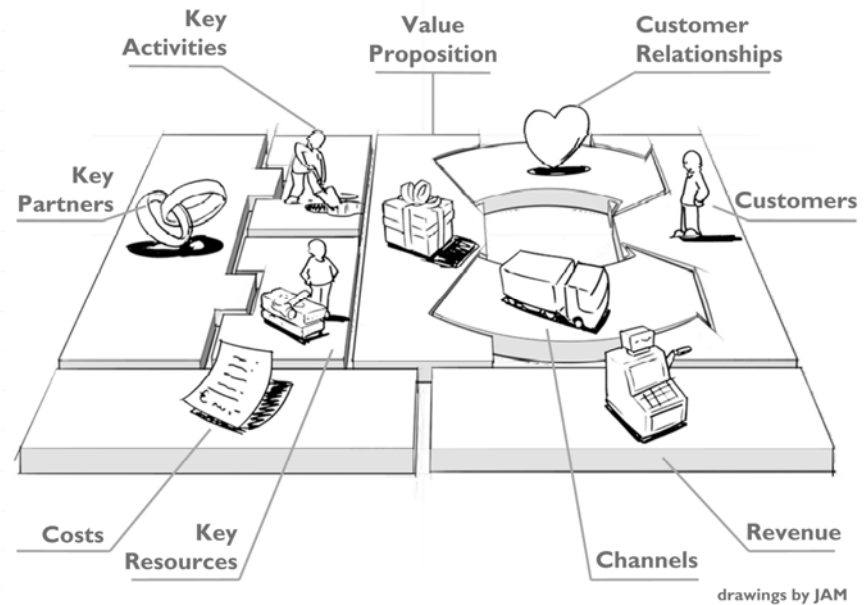 Key
Activities
Value
Proposition
Customer
Relationships
Key
Partners
Customers
Costs
Key
Resources
Channels
Revenue
drawings by JAM